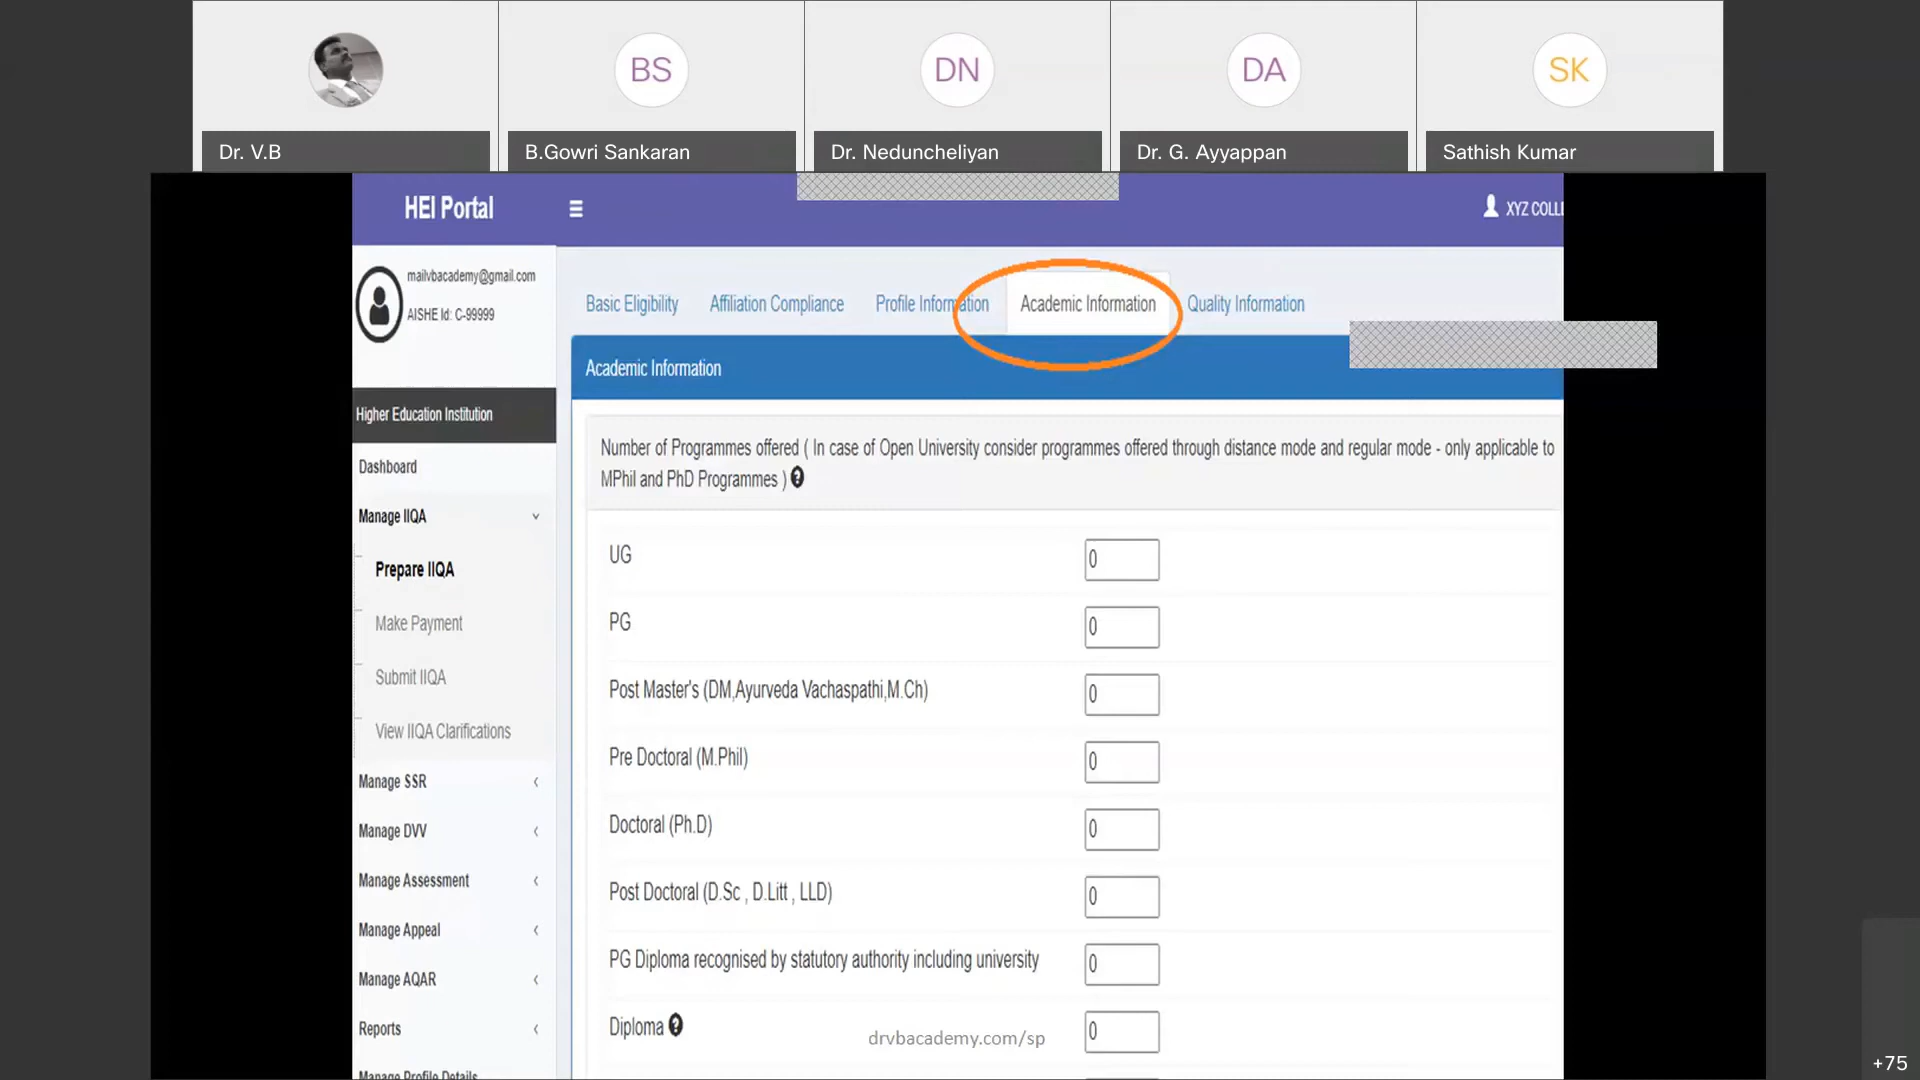 BS
DN
DA
SK
Dr. V.B
B.Gowri Sankaran
Dr. Neduncheliyan
Dr. G. Ayyappan
Sathish Kumar
HEI Portal
XYZ COLLE
mailvbacademy@gmail.com
AISHE Id: C-99999
Basic Eligibility
Affiliation Compliance
Profile Information
Academic Information
Quality Information
Academic Information
Higher Education Institution
Dashboard
Manage IIQA
Prepare IIQA
Make Payment
Submit IIQA
View IIQA Clarifications
Manage SSR
Manage DVV
Manage Assessment
Manage Appeal
Manage AQAR
Reports
Manage Profile Details
Number of Programmes offered ( In case of Open University consider programmes offered through distance mode and regular mode - only applicable to
MPhil and PhD Programmes ) ?
UG 0
PG 0
Post Master's (DM,Ayurveda Vachaspathi,M.Ch) 0
Pre Doctoral (M.Phil) 0
Doctoral (Ph.D) 0
Post Doctoral (D.Sc , D.Litt , LLD) 0
PG Diploma recognised by statutory authority including university 0
Diploma ? 0
drvbacademy.com/sp
+75